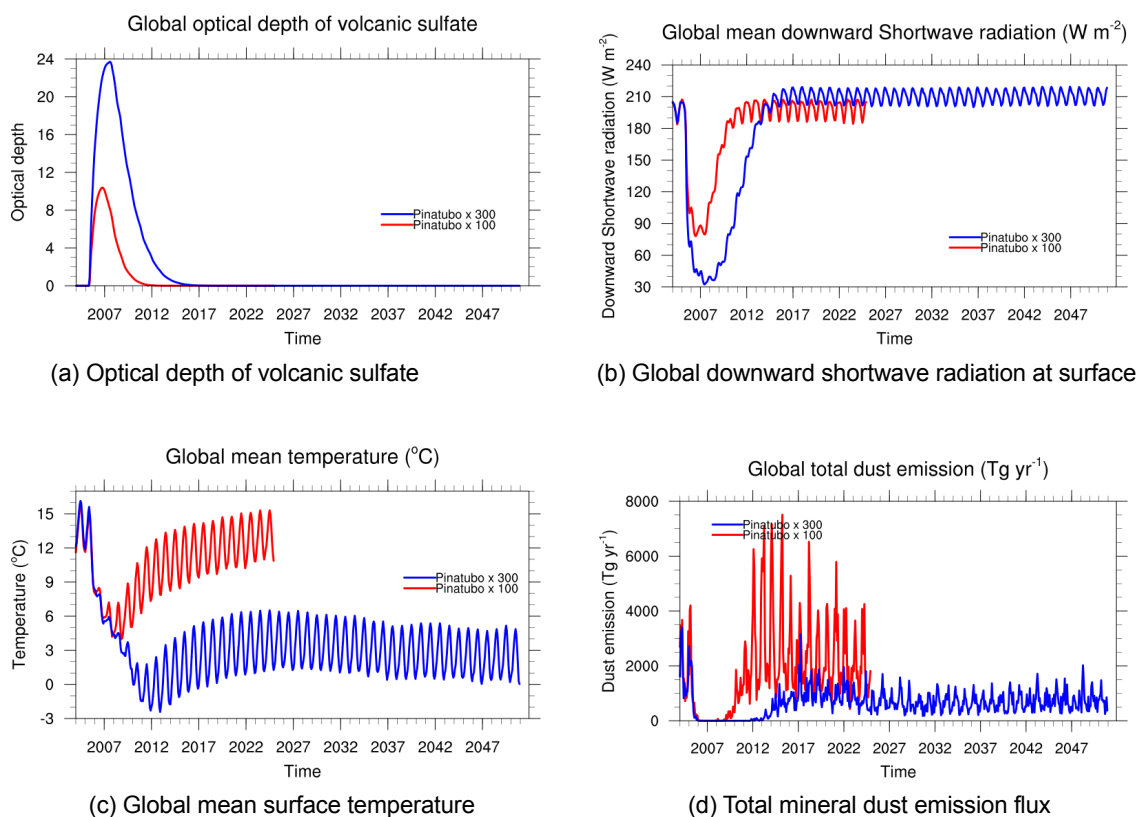 Global optical depth of volcanic sulfate
24
20
16
12
8
4
0
Optical depth
Pinatubo x 300
Pinatubo x 100
2007 2012 2017 2022 2027 2032 2037 2042 2047
Time
(a) Optical depth of volcanic sulfate
Global mean downward Shortwave radiation (W m-2)
240
210
180
150
120
90
60
30
Downward Shortwave radiation (W m-2)
Pinatubo x 300
Pinatubo x 100
2007 2012 2017 2022 2027 2032 2037 2042 2047
Time
(b) Global downward shortwave radiation at surface
Global mean temperature (°C)
15
12
9
6
3
0
-3
Temperature (°C)
Pinatubo x 300
Pinatubo x 100
2007 2012 2017 2022 2027 2032 2037 2042 2047
Time
(c) Global mean surface temperature
Global total dust emission (Tg yr-1)
8000
6000
4000
2000
0
Dust emission (Tg yr-1)
Pinatubo x 300
Pinatubo x 100
2007 2012 2017 2022 2027 2032 2037 2042 2047
Time
(d) Total mineral dust emission flux